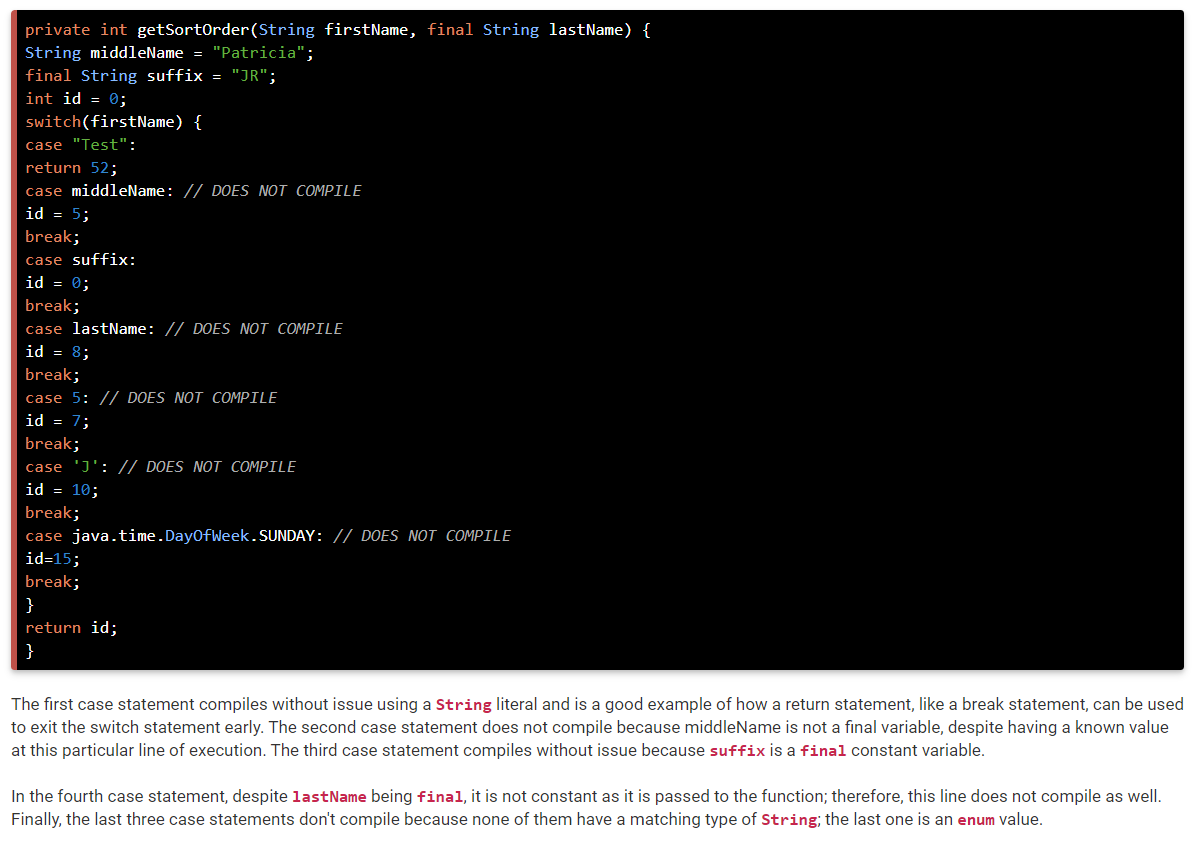 private int getSortOrder(String firstName, final String lastName) {
String middleName = "Patricia";
final String suffix = "JR";
int id = 0;
switch(firstName) {
case "Test":
return 52;
case middleName: // DOES NOT COMPILE
id = 5;
break;
case suffix:
id = 0;
break;
case lastName: // DOES NOT COMPILE
id = 8;
break;
case 5: // DOES NOT COMPILE
id = 7;
break;
case 'J': // DOES NOT COMPILE
id = 10;
break;
case java.time.DayOfWeek.SUNDAY: // DOES NOT COMPILE
id=15;
break;
}
return id;
}
The first case statement compiles without issue using a String literal and is a good example of how a return statement, like a break statement, can be used
to exit the switch statement early. The second case statement does not compile because middleName is not a final variable, despite having a known value
at this particular line of execution. The third case statement compiles without issue because suffix is a final constant variable.
In the fourth case statement, despite lastName being final, it is not constant as it is passed to the function; therefore, this line does not compile as well.
Finally, the last three case statements don't compile because none of them have a matching type of String; the last one is an enum value.